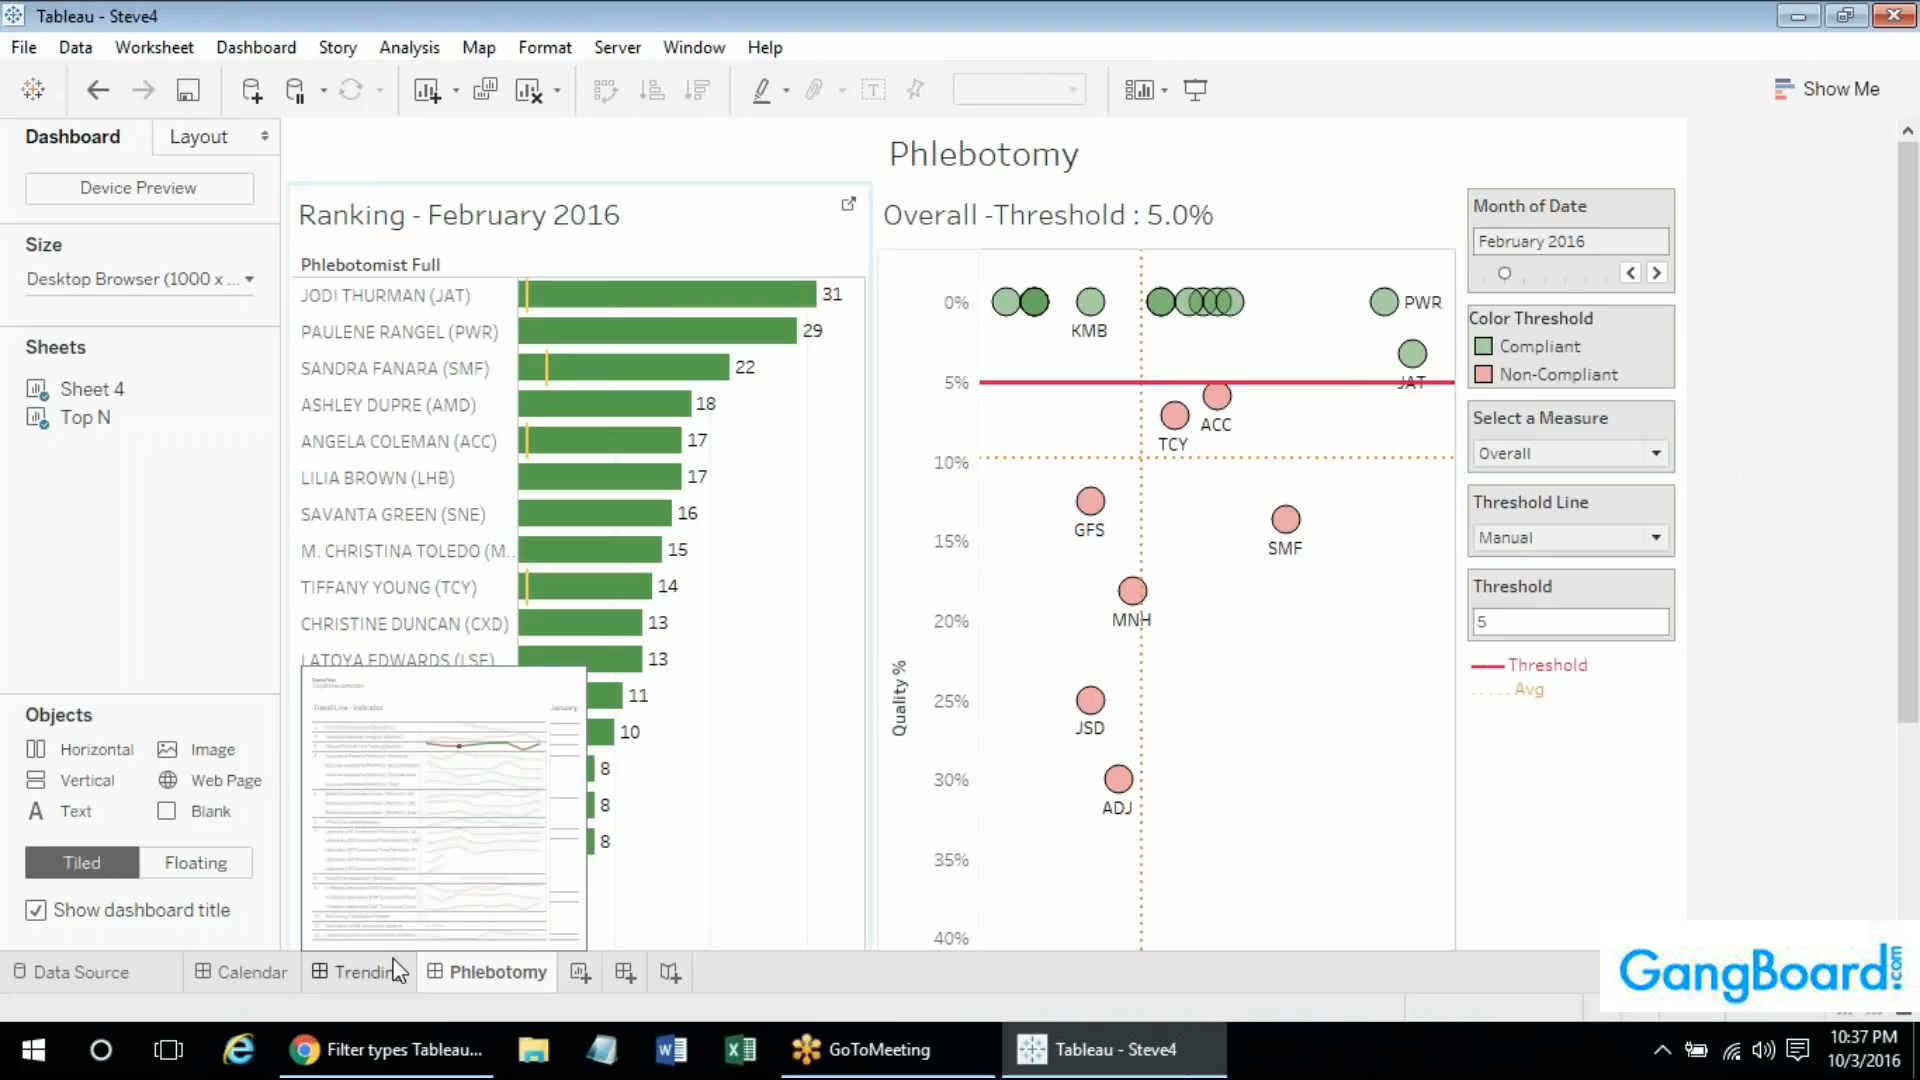 Tableau - Steve4
File Data Worksheet Dashboard Story Analysis Map Format Server Window Help
Show Me
Dashboard Layout
Device Preview
Size
Desktop Browser (1000 x ...
Sheets
Sheet 4
Top N
Objects
Horizontal Image
Vertical Web Page
Text Blank
Tiled Floating
Show dashboard title
Phlebotomy
Ranking - February 2016
Phlebotomist Full
JODI THURMAN (JAT) 31
PAULENE RANGEL (PWR) 29
SANDRA FANARA (SMF) 22
ASHLEY DUPRE (AMD) 18
ANGELA COLEMAN (ACC) 17
LILIA BROWN (LHB) 17
SAVANTA GREEN (SNE) 16
M. CHRISTINA TOLEDO (M.. 15
TIFFANY YOUNG (TCY) 14
CHRISTINE DUNCAN (CXD) 13
LATOYA EDWARDS (LSE) 13
11
10
8
8
8
Trend Line - Indicator January
Overall -Threshold : 5.0%
Quality %
0%
5%
10%
15%
20%
25%
30%
35%
40%
KMB
PWR
JAT
ACC
TCY
GFS
SMF
MNH
JSD
ADJ
Month of Date
February 2016
Color Threshold
Compliant
Non-Compliant
Select a Measure
Overall
Threshold Line
Manual
Threshold
5
Threshold
Avg
Data Source Calendar Trendin Phlebotomy
GangBoard.com
Filter types Tableau... GoToMeeting Tableau - Steve4
10:37 PM
10/3/2016